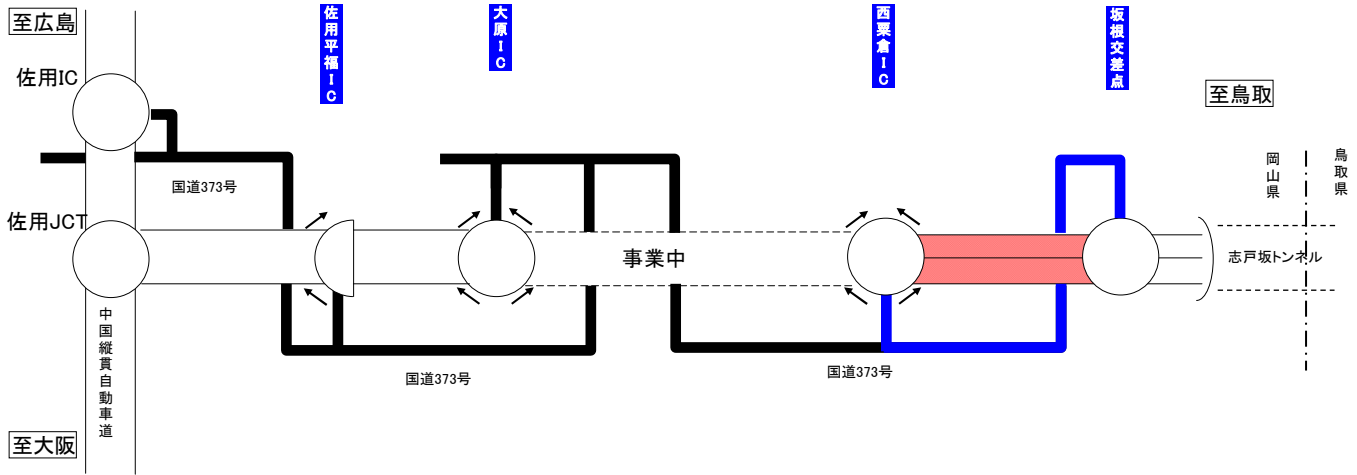 至広島
佐用平福IC
大原IC
西粟倉IC
坂根交差点
佐用IC
至鳥取
岡山県
鳥取県
国道373号
佐用JCT
事業中
志戸坂トンネル
中国縦貫自動車道
国道373号
国道373号
至大阪